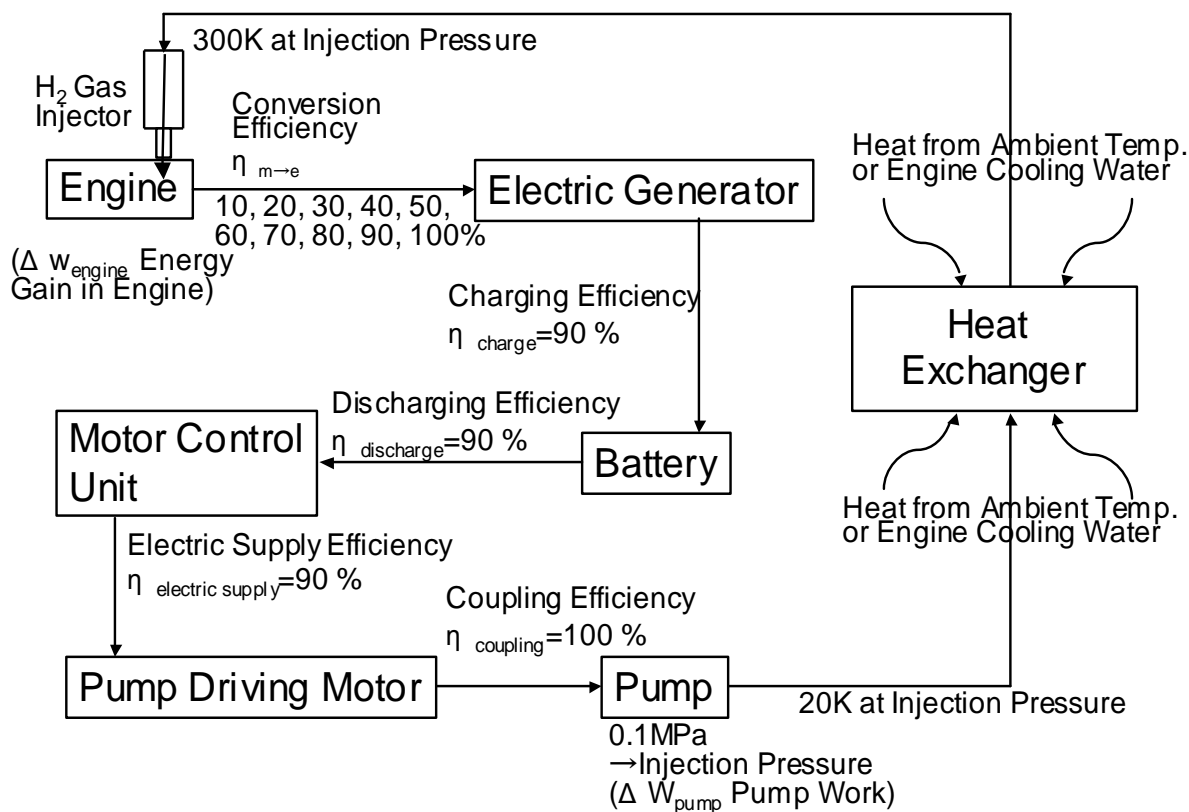 300K at Injection Pressure
H2 Gas
Injector
Conversion
Efficiency
η m→e
Engine
10, 20, 30, 40, 50,
60, 70, 80, 90, 100%
Electric Generator
(Δ wengine Energy
Gain in Engine)
Heat from Ambient Temp.
or Engine Cooling Water
Charging Efficiency
η charge=90 %
Heat
Exchanger
Discharging Efficiency
η discharge=90 %
Motor Control
Unit
Battery
Heat from Ambient Temp.
or Engine Cooling Water
Electric Supply Efficiency
η electric supply=90 %
Coupling Efficiency
η coupling=100 %
Pump Driving Motor
Pump
20K at Injection Pressure
0.1MPa
→Injection Pressure
(Δ Wpump Pump Work)